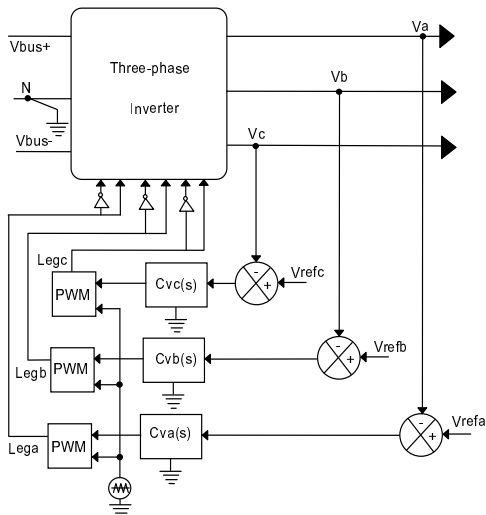 Va
Vbus+
Three-phase
Vb
N
Inverter
Vc
Vbus-
Legc
PWM
Cvc(s)
-
+
Vrefc
Legb
PWM
Cvb(s)
-
+
Vrefb
Lega
PWM
Cva(s)
-
+
Vrefa